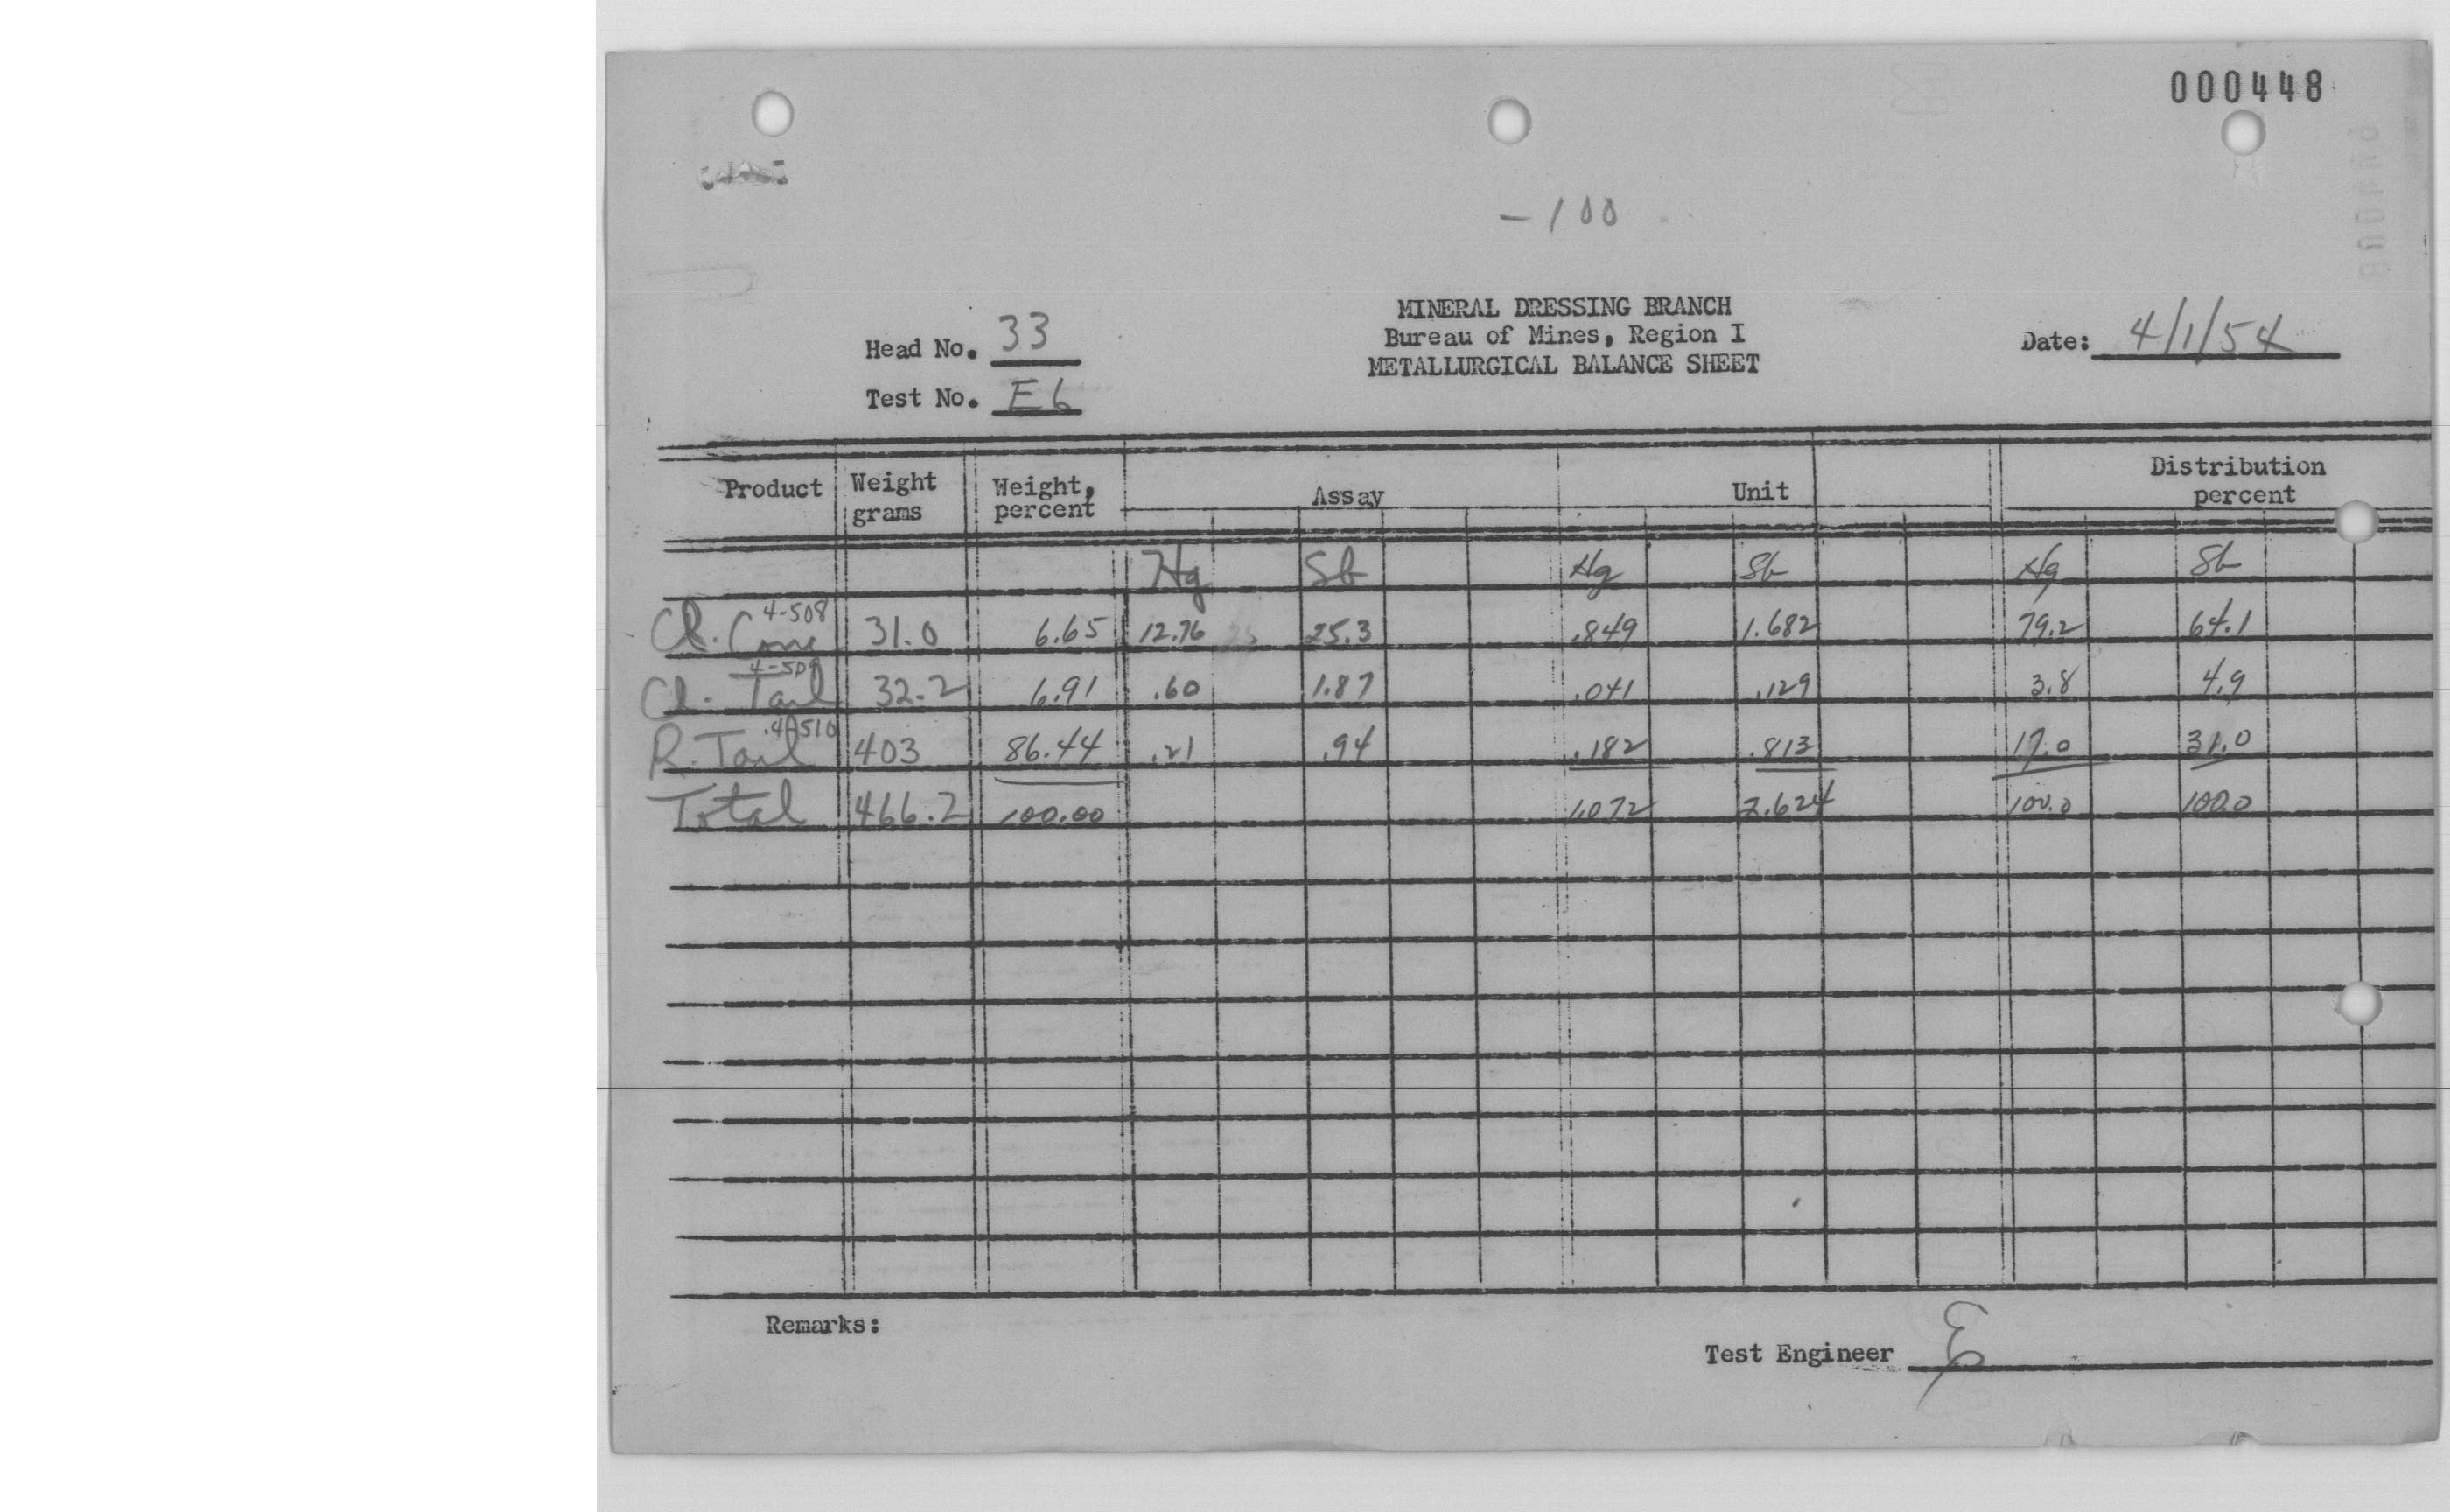 000448
-100
MINERAL DRESSING BRANCH
Head No. 33 Bureau of Mines, Region I Date: 4/1/54
METALLURGICAL BALANCE SHEET
Test No. E6
Product Weight grams Weight, percent Assay Unit Distribution percent
Hg Sb Hg Sb Hg Sb
Cl. Conc 4-508 31.0 6.65 12.76 25.3 .849 1.682 79.2 64.1
Cl. Tail 4-509 32.2 6.91 .60 1.87 .041 .129 3.8 4.9
R. Tail 4-510 403 86.44 .21 .94 .182 .813 17.0 31.0
Total 466.2 100.00 1.072 2.624 100.0 100.0
Remarks:
Test Engineer